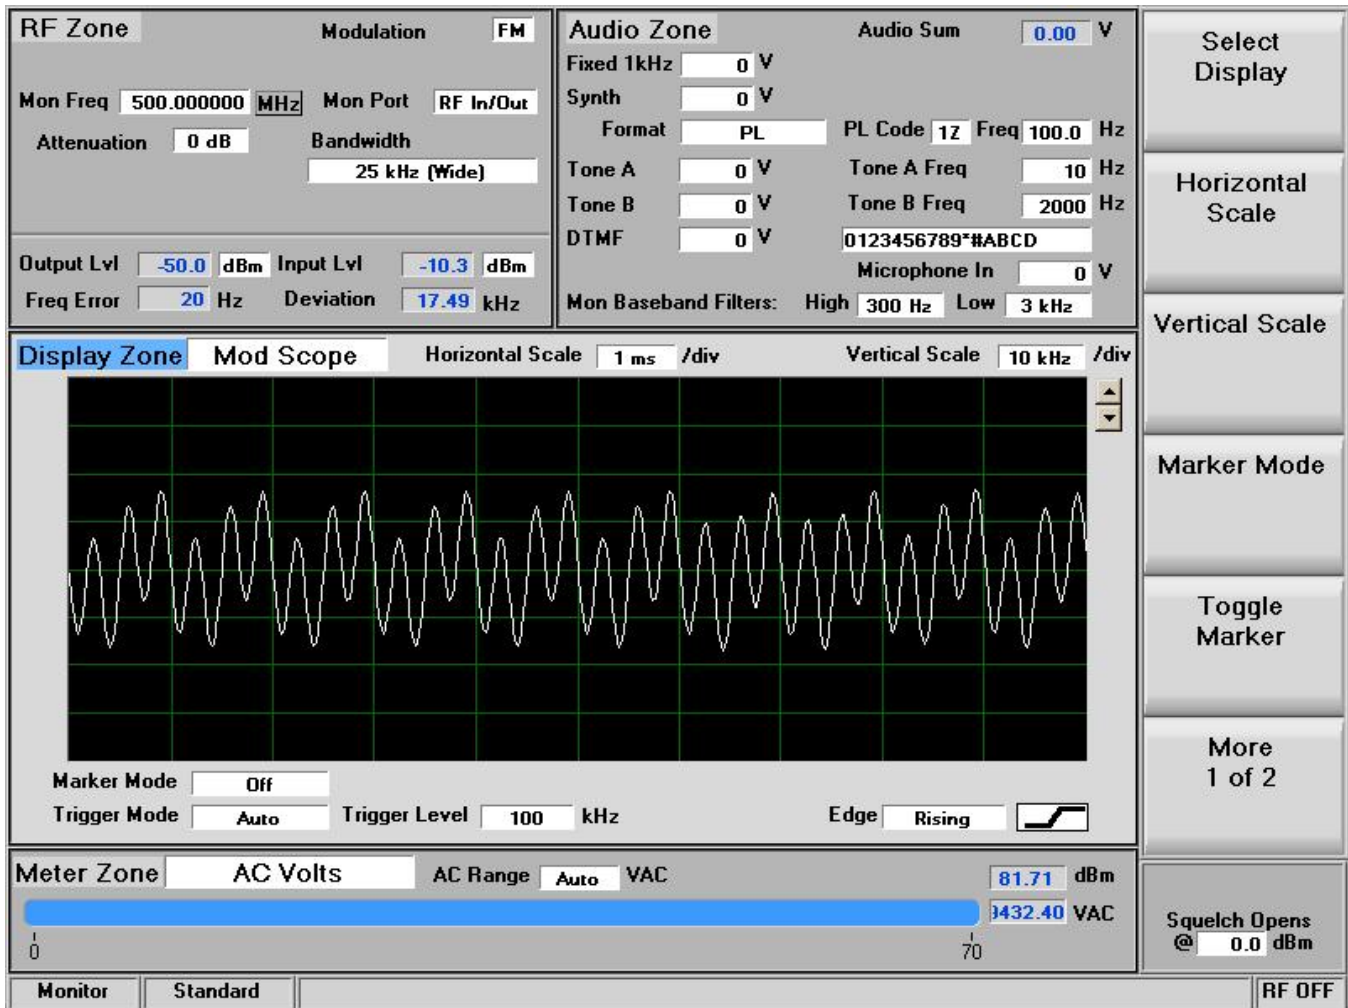 RF Zone Modulation FM
Mon Freq 500.000000 MHz Mon Port RF In/Out
Attenuation 0 dB Bandwidth
25 kHz (Wide)
Output Lvl -50.0 dBm Input Lvl -10.3 dBm
Freq Error 20 Hz Deviation 17.49 kHz
Audio Zone Audio Sum 0.00 V
Fixed 1kHz 0 V
Synth 0 V
Format PL PL Code 1Z Freq 100.0 Hz
Tone A 0 V Tone A Freq 10 Hz
Tone B 0 V Tone B Freq 2000 Hz
DTMF 0 V 0123456789*#ABCD
Microphone In 0 V
Mon Baseband Filters: High 300 Hz Low 3 kHz
Display Zone Mod Scope Horizontal Scale 1 ms /div Vertical Scale 10 kHz /div
Marker Mode Off
Trigger Mode Auto Trigger Level 100 kHz Edge Rising
Meter Zone AC Volts AC Range Auto VAC 81.71 dBm
9432.40 VAC
0 70
Monitor Standard RF OFF
Select
Display
Horizontal
Scale
Vertical Scale
Marker Mode
Toggle
Marker
More
1 of 2
Squelch Opens
@ 0.0 dBm